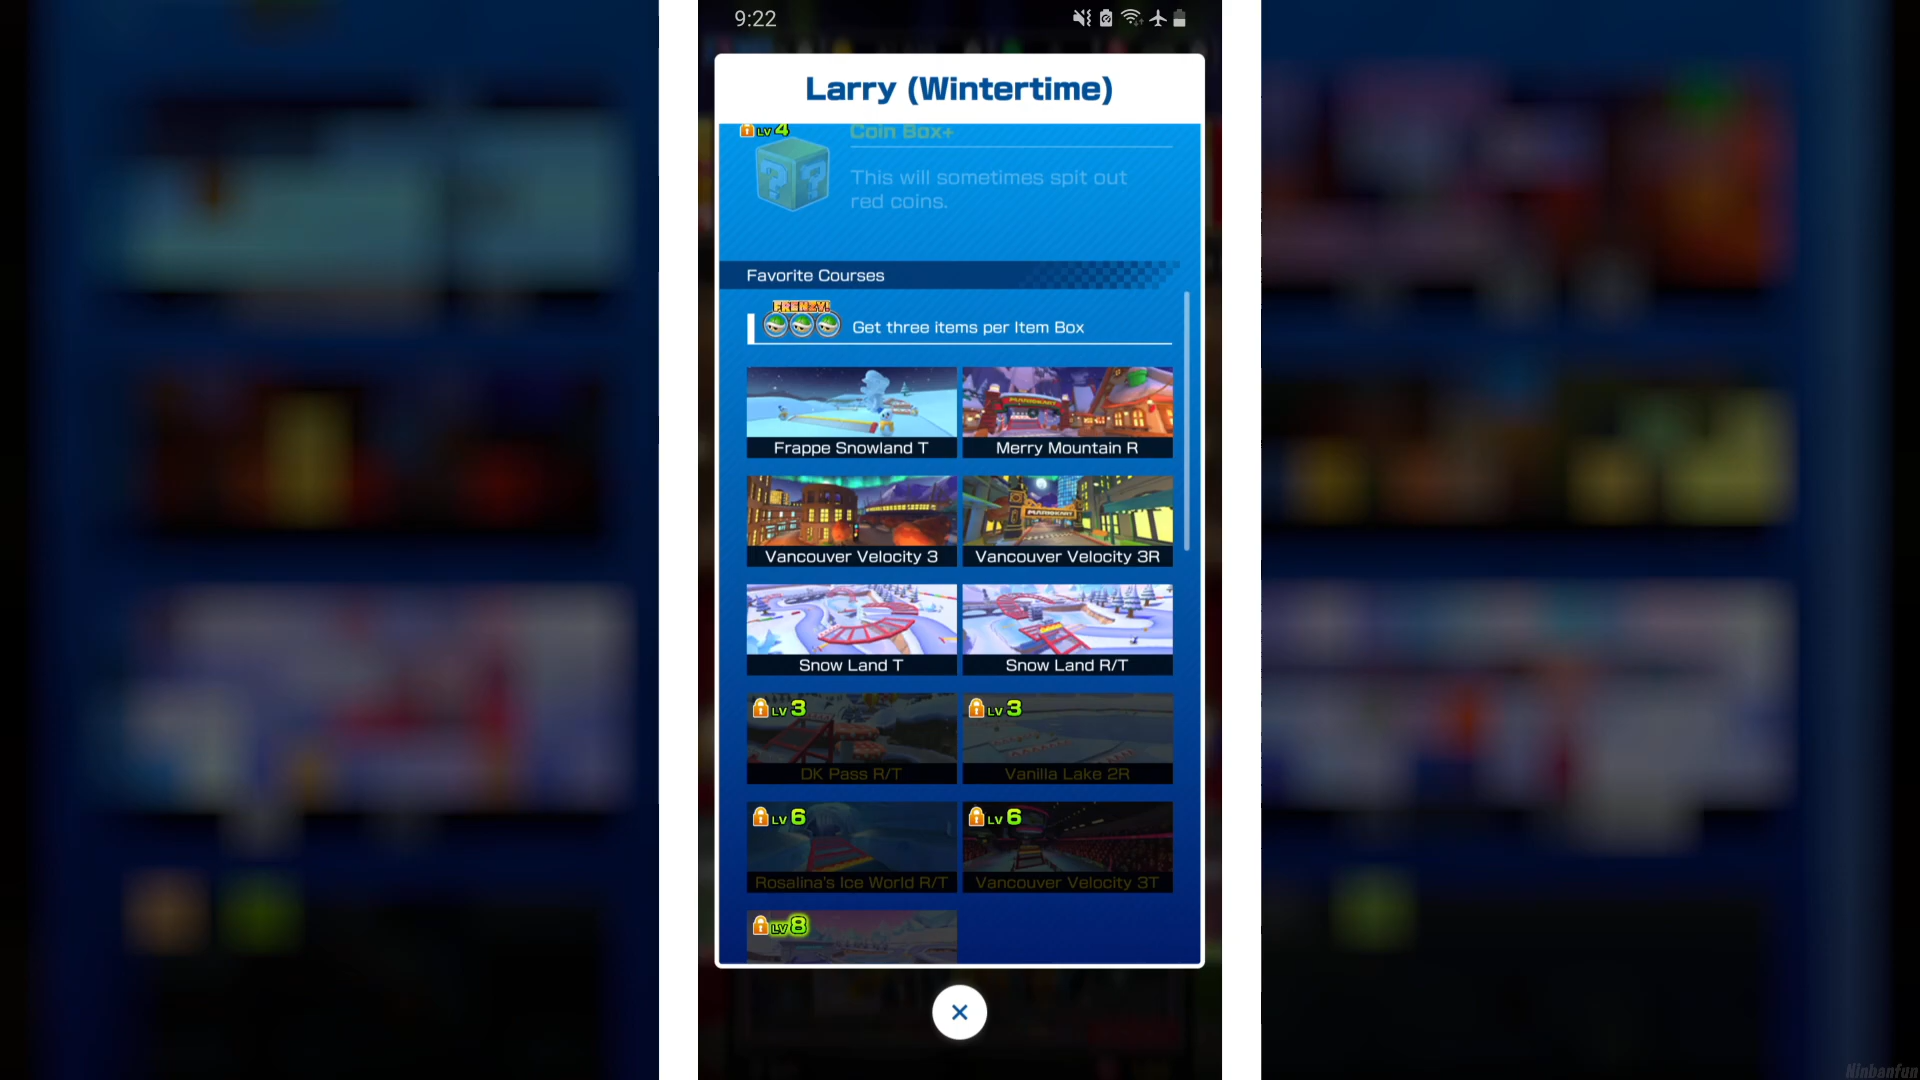 9:22
Larry (Wintertime)
LV 4
Coin Box+
This will sometimes spit out
red coins.
Favorite Courses
FRENZY!
Get three items per Item Box
Frappe Snowland T
Merry Mountain R
Vancouver Velocity 3
Vancouver Velocity 3R
Snow Land T
Snow Land R/T
LV 3
DK Pass R/T
LV 3
Vanilla Lake 2R
LV 6
Rosalina's Ice World R/T
LV 6
Vancouver Velocity 3T
LV 8
Ninbanfun